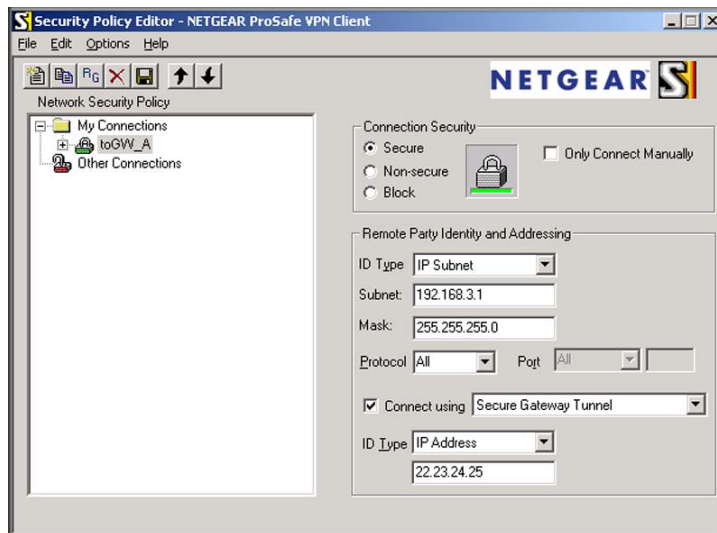 Security Policy Editor - NETGEAR ProSafe VPN Client
File Edit Options Help
RG
NETGEAR S
Network Security Policy
My Connections
toGW_A
Other Connections
Connection Security
Secure
Non-secure
Block
Only Connect Manually
Remote Party Identity and Addressing
ID Type IP Subnet
Subnet: 192.168.3.1
Mask: 255.255.255.0
Protocol All Port All
Connect using Secure Gateway Tunnel
ID Type IP Address
22.23.24.25